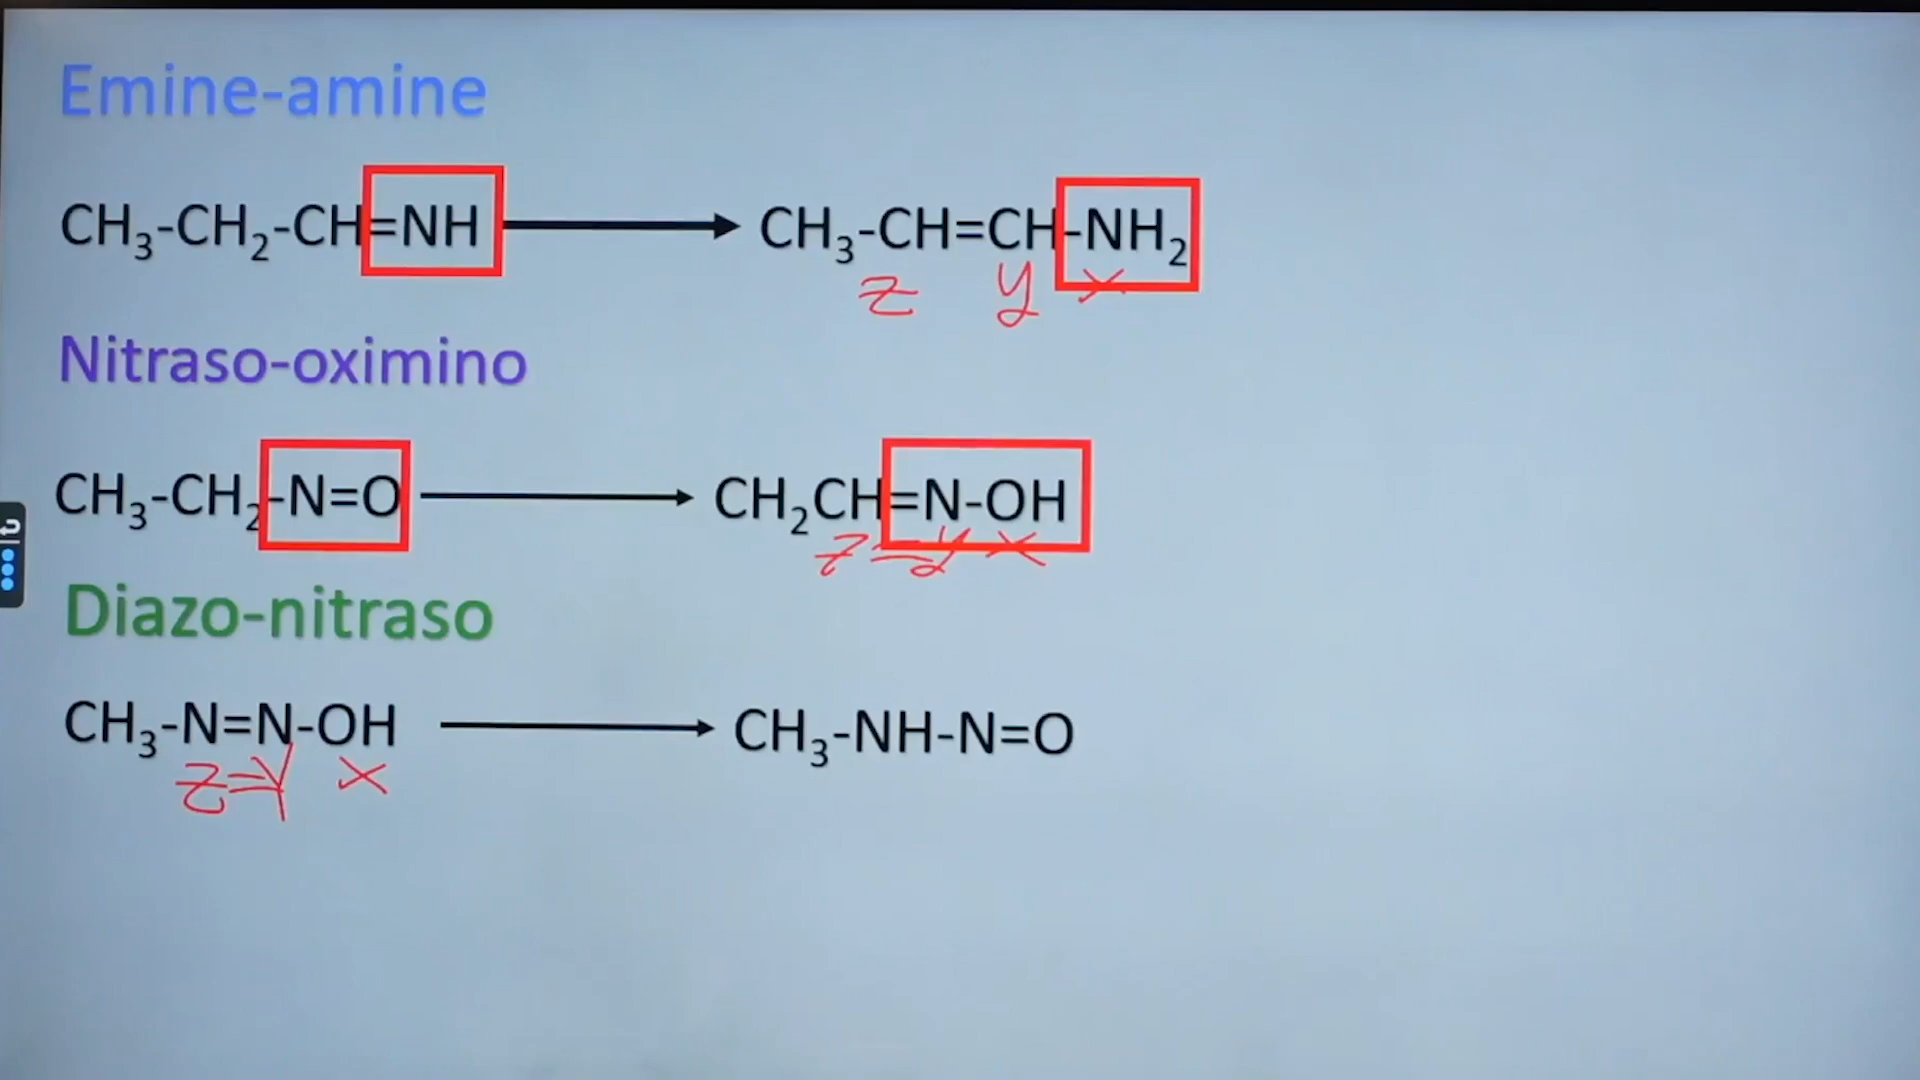 Emine-amine
CH₃-CH₂-CH=NH → CH₃-CH=CH-NH₂
z y x
Nitraso-oximino
CH₃-CH₂-N=O → CH₂CH=N-OH
z=y x
Diazo-nitraso
CH₃-N=N-OH → CH₃-NH-N=O
z=y x